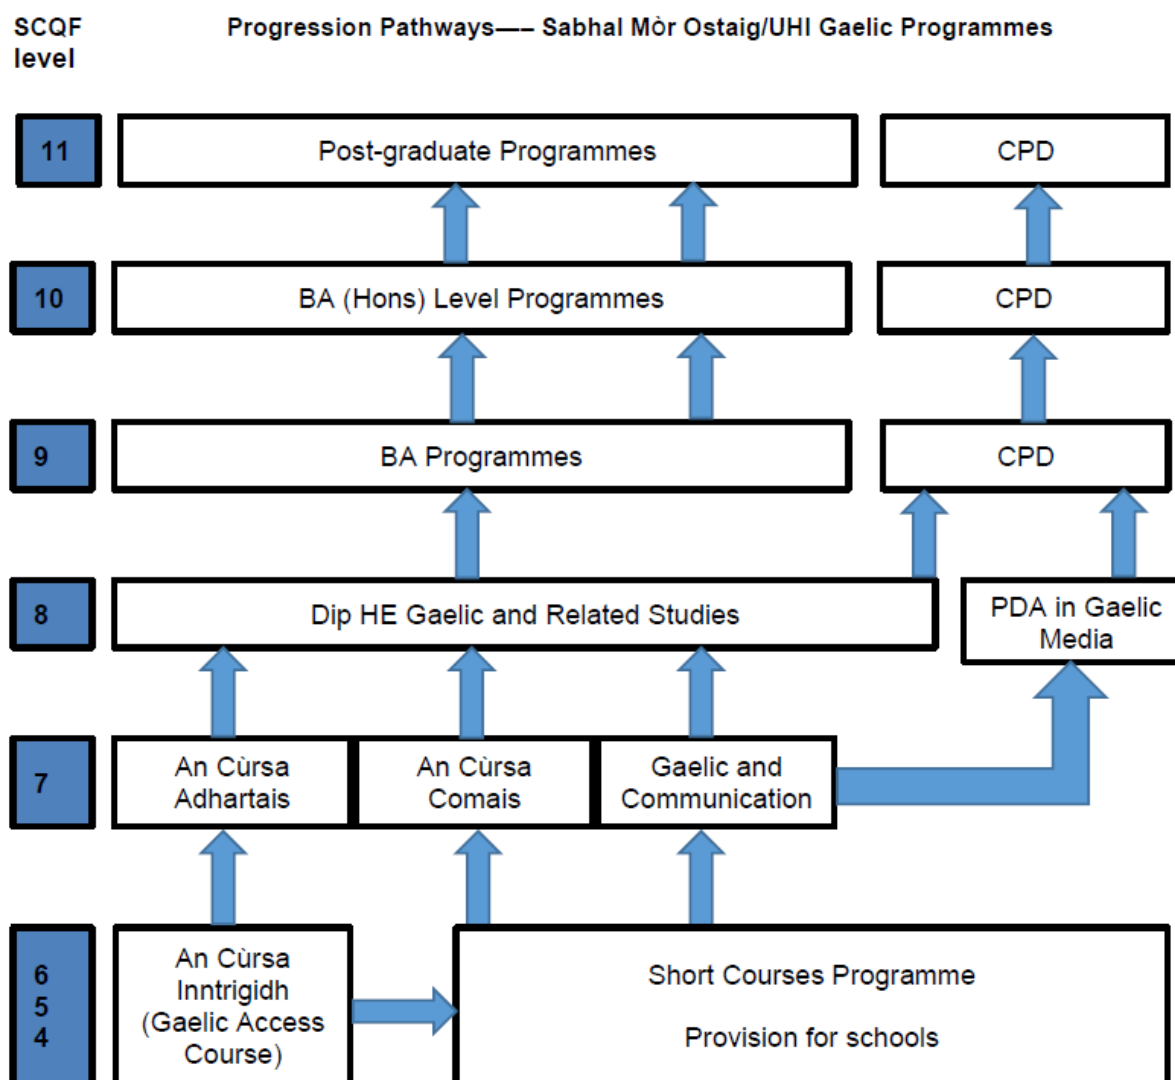 SCQF
level
Progression Pathways—– Sabhal Mòr Ostaig/UHI Gaelic Programmes
11
Post-graduate Programmes
CPD
10
BA (Hons) Level Programmes
CPD
9
BA Programmes
CPD
8
Dip HE Gaelic and Related Studies
PDA in Gaelic
Media
7
An Cùrsa
Adhartais
An Cùrsa
Comais
Gaelic and
Communication
6
5
4
An Cùrsa
Inntrigidh
(Gaelic Access
Course)
Short Courses Programme
Provision for schools